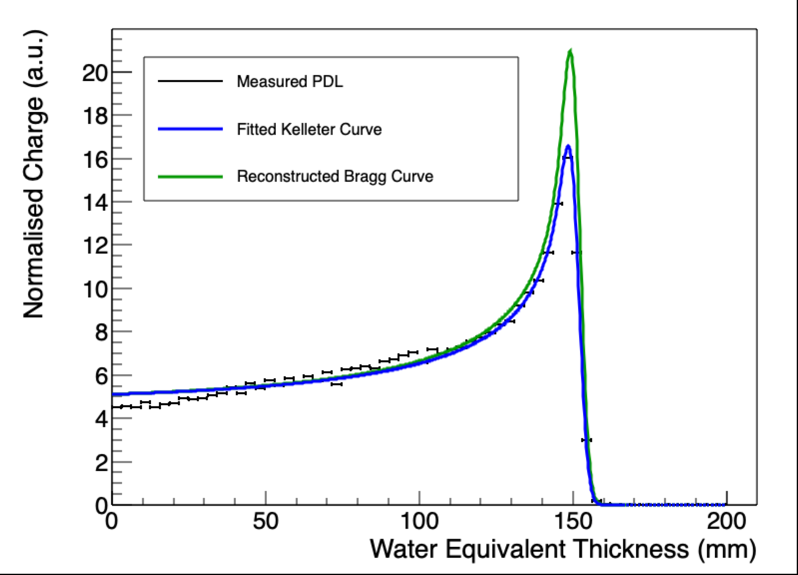 Normalised Charge (a.u.)
20
18
16
14
12
10
8
6
4
2
0
Measured PDL
Fitted Kelleter Curve
Reconstructed Bragg Curve
0 50 100 150 200
Water Equivalent Thickness (mm)